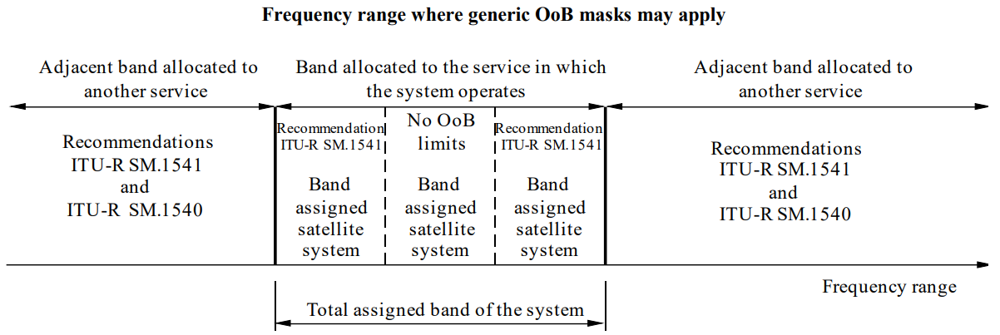 Frequency range where generic OoB masks may apply
Adjacent band allocated to
another service
Band allocated to the service in which
the system operates
Adjacent band allocated to
another service
Recommendations
ITU-R SM.1541
and
ITU-R SM.1540
Recommendation
ITU-R SM.1541
No OoB
limits
Recommendation
ITU-R SM.1541
Recommendations
ITU-R SM.1541
and
ITU-R SM.1540
Band
assigned
satellite
system
Band
assigned
satellite
system
Band
assigned
satellite
system
Frequency range
Total assigned band of the system